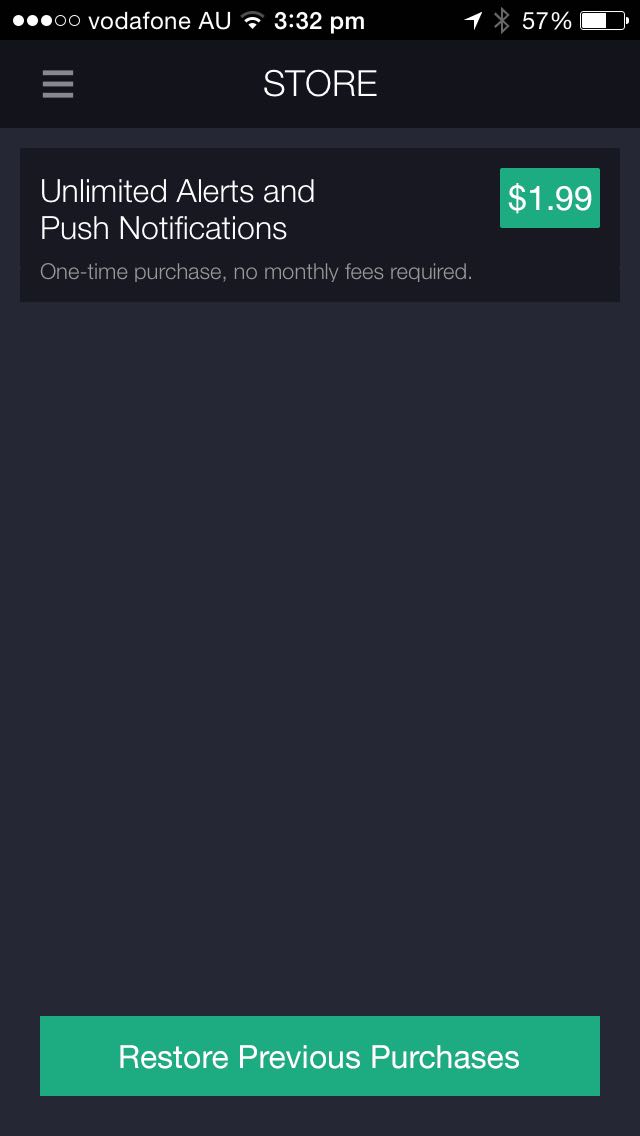 vodafone AU 3:32 pm 57%
STORE
Unlimited Alerts and
Push Notifications
$1.99
One-time purchase, no monthly fees required.
Restore Previous Purchases